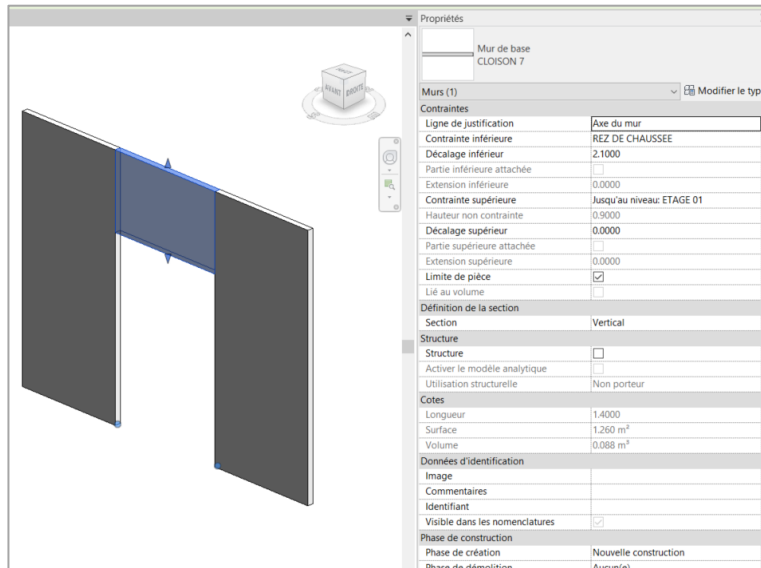 Propriétés
Mur de base
CLOISON 7
Murs (1)
Modifier le typ
Contraintes
Ligne de justification Axe du mur
Contrainte inférieure REZ DE CHAUSSEE
Décalage inférieur 2.1000
Partie inférieure attachée
Extension inférieure 0.0000
Contrainte supérieure Jusqu'au niveau: ETAGE 01
Hauteur non contrainte 0.9000
Décalage supérieur 0.0000
Partie supérieure attachée
Extension supérieure 0.0000
Limite de pièce
Lié au volume
Définition de la section
Section Vertical
Structure
Structure
Activer le modèle analytique
Utilisation structurelle Non porteur
Cotes
Longueur 1.4000
Surface 1.260 m²
Volume 0.088 m³
Données d'identification
Image
Commentaires
Identifiant
Visible dans les nomenclatures
Phase de construction
Phase de création Nouvelle construction
Phase de démolition Aucun(e)
HAUT
AVANT
DROITE